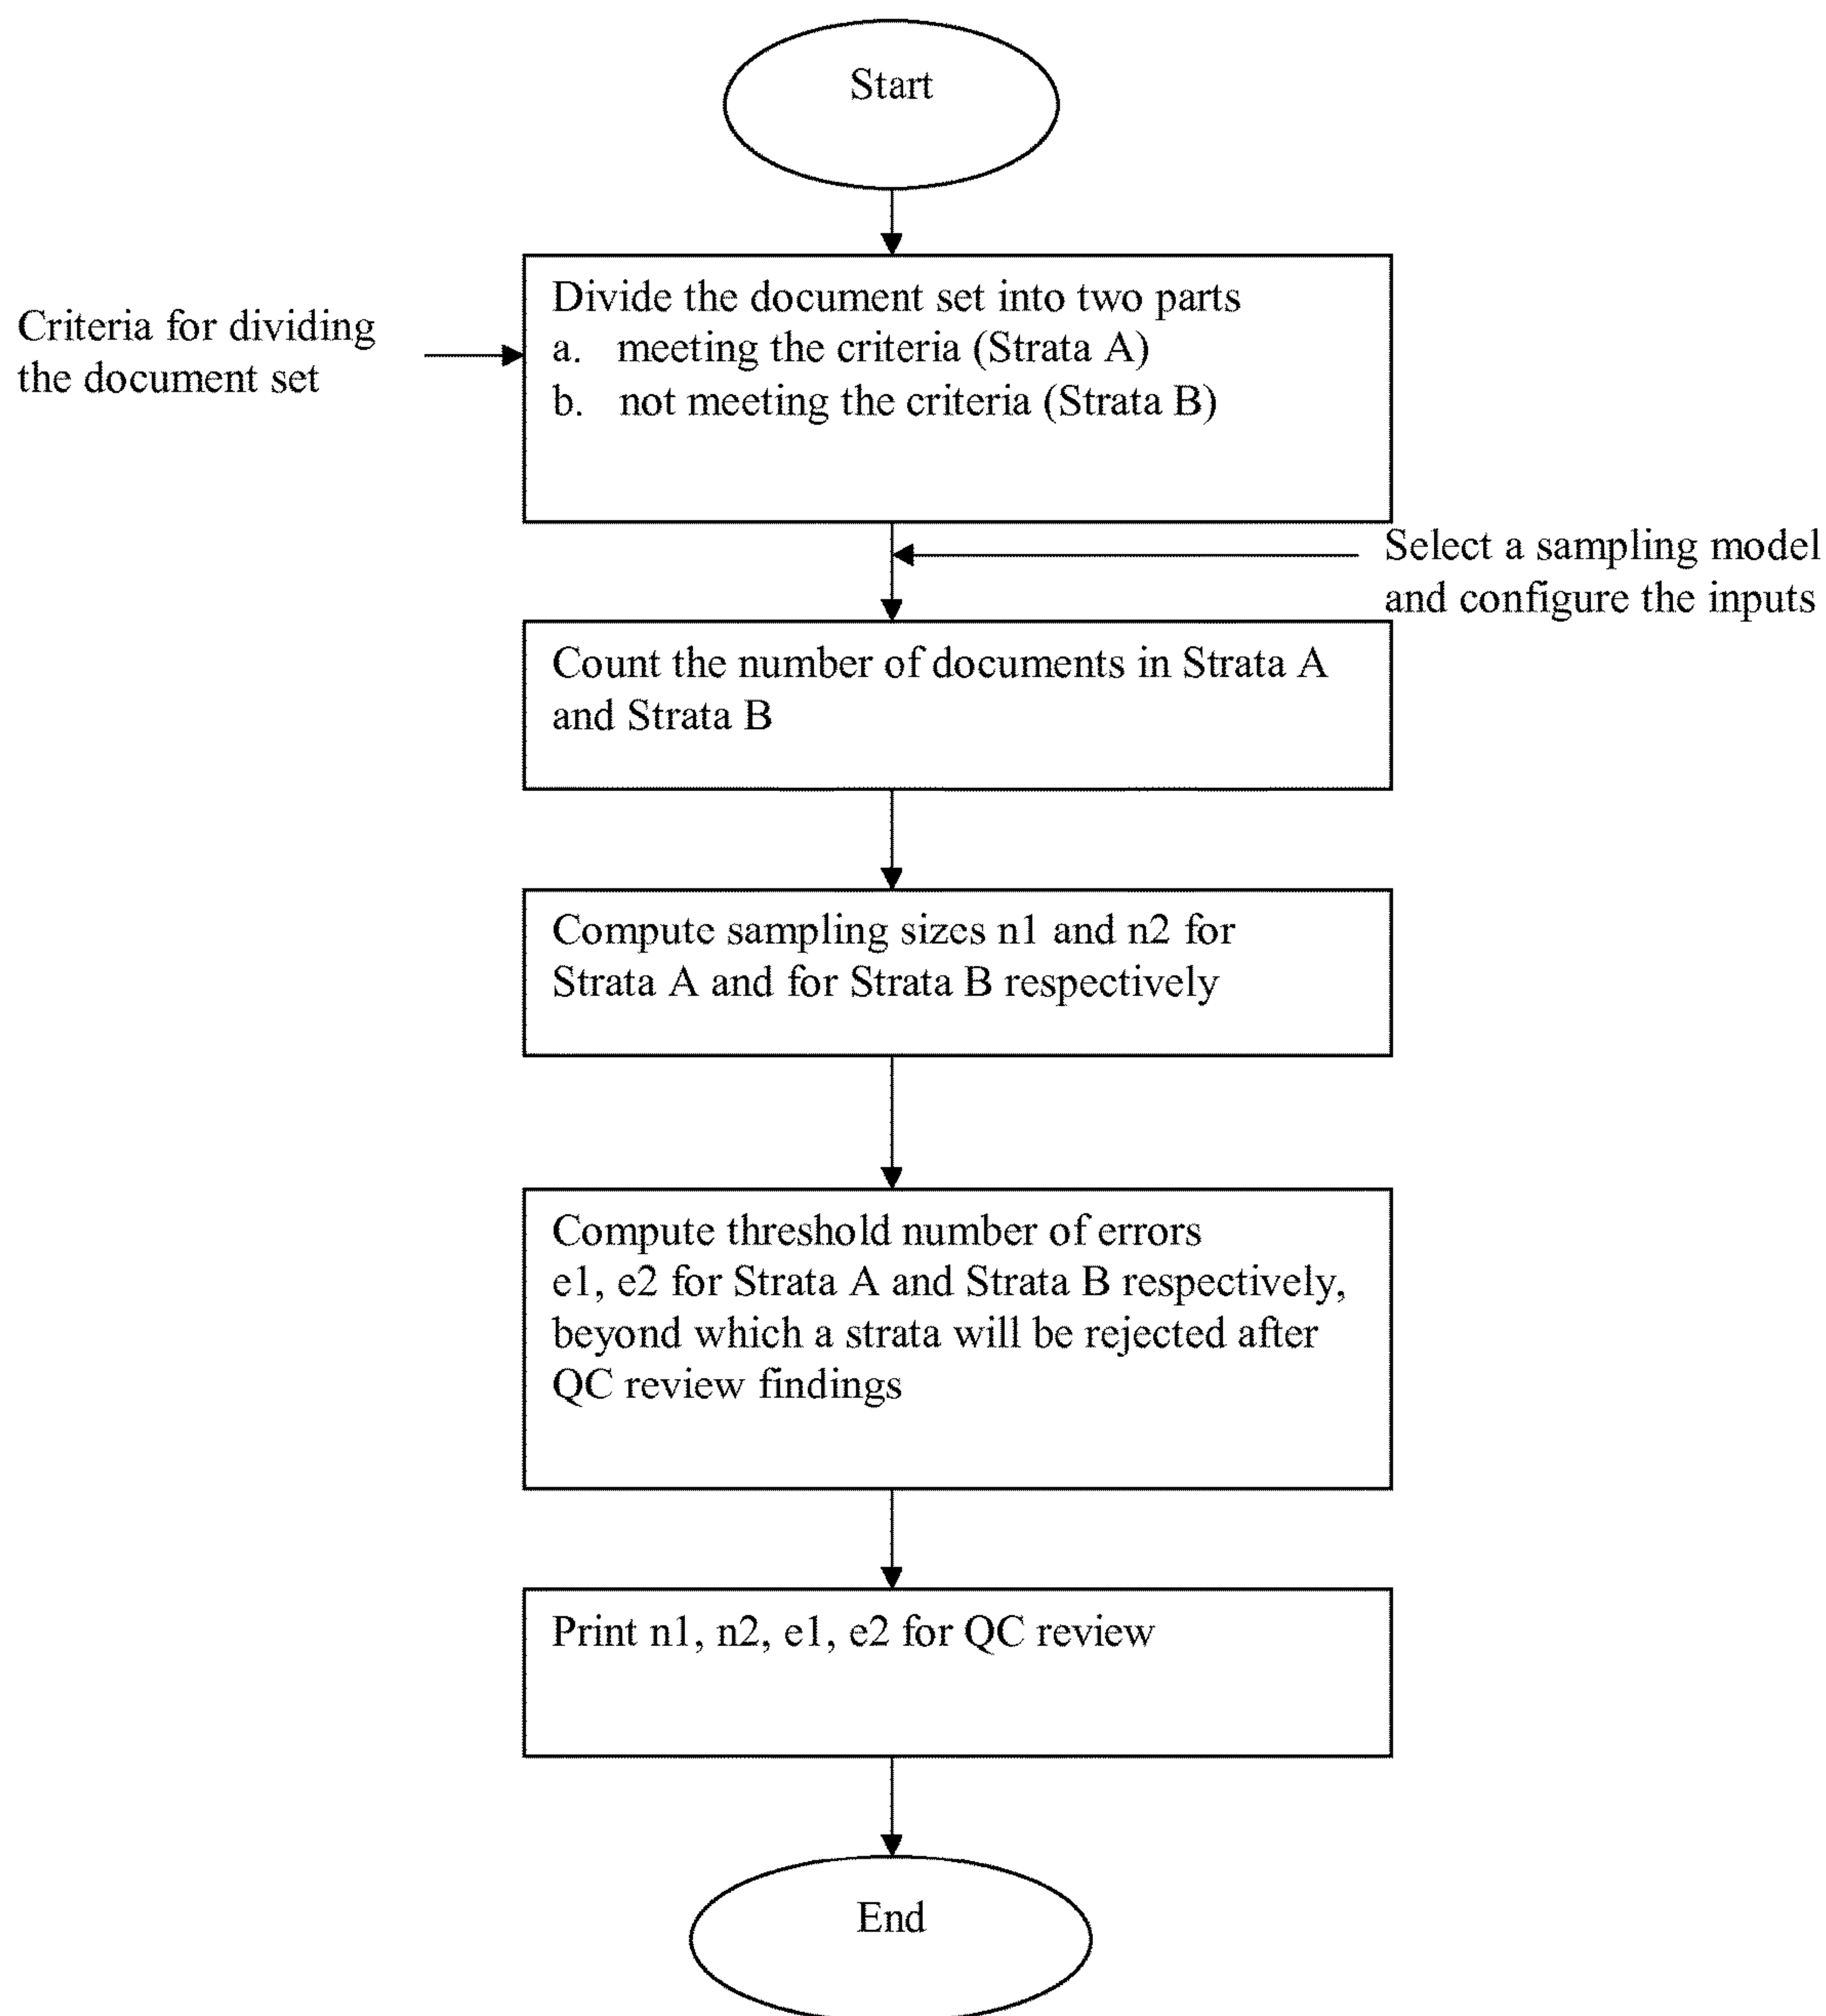 Start
Criteria for dividing
the document set
Divide the document set into two parts
a. meeting the criteria (Strata A)
b. not meeting the criteria (Strata B)
Select a sampling model
and configure the inputs
Count the number of documents in Strata A
and Strata B
Compute sampling sizes n1 and n2 for
Strata A and for Strata B respectively
Compute threshold number of errors
e1, e2 for Strata A and Strata B respectively,
beyond which a strata will be rejected after
QC review findings
Print n1, n2, e1, e2 for QC review
End